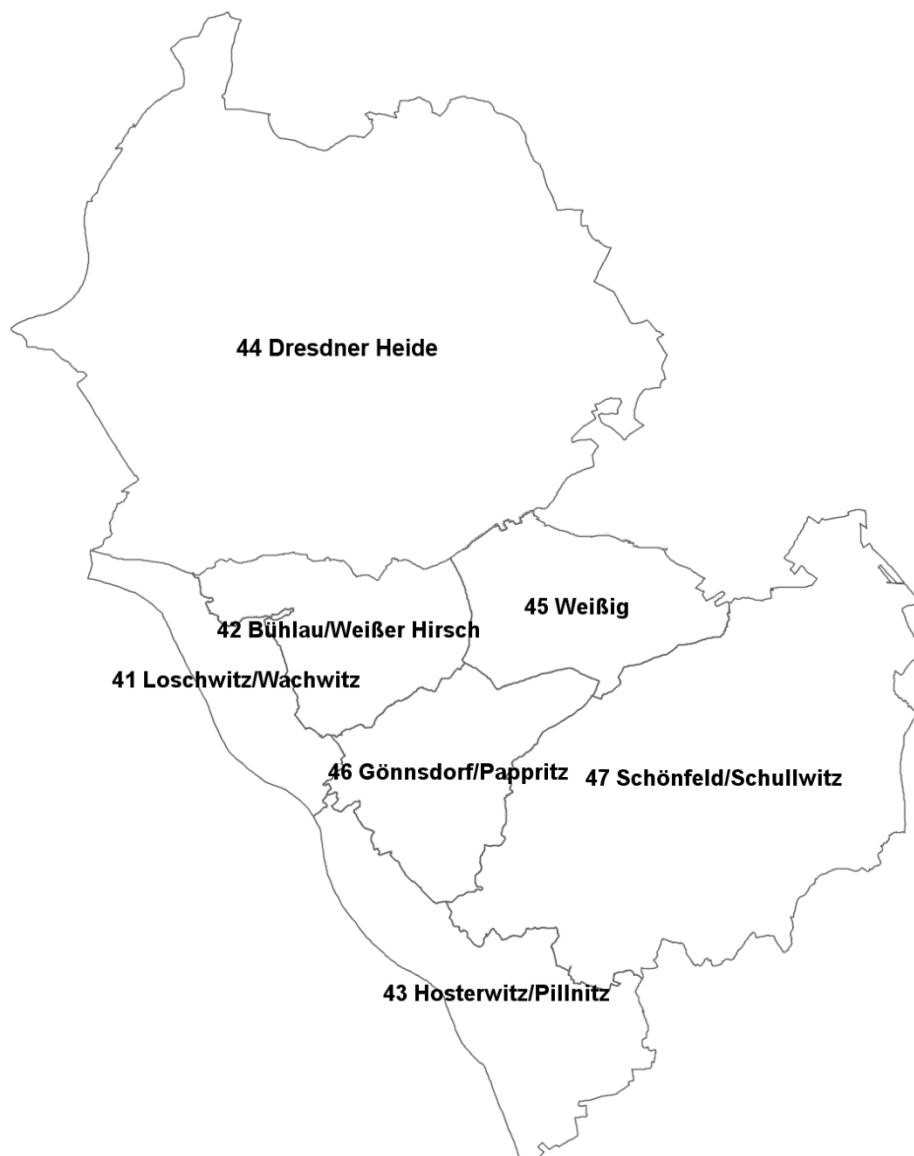 44 Dresdner Heide
45 Weißig
42 Bühlau/Weißer Hirsch
41 Loschwitz/Wachwitz
46 Gönnsdorf/Pappritz
47 Schönfeld/Schullwitz
43 Hosterwitz/Pillnitz